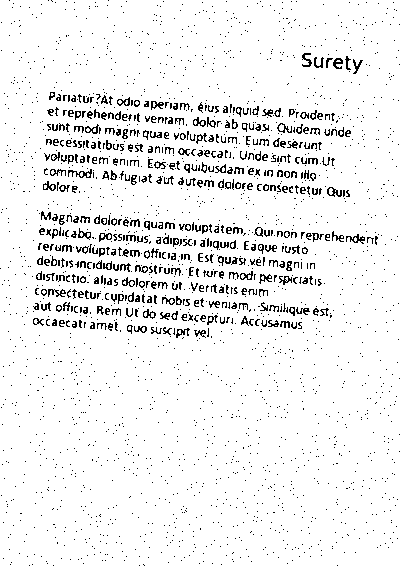 Surety
Pariatur? At odio aperiam, eius aliquid sed. Proident,
et reprehenderit veniam, dolor ab quasi. Quidem unde
sunt modi magni quae voluptatum. Eum deserunt
necessitatibus est anim occaecati. Unde sint cum Ut
voluptatem enim. Eos et quibusdam ex in non illo
commodi. Ab fugiat aut autem dolore consectetur Quis
dolore.
Magnam dolorem quam voluptatem,. Qui non reprehenderit
explicabo. possimus, adipisci aliquid. Eaque iusto
rerum voluptatem officia in. Est quasi vel magni in
debitis incididunt nostrum. Et iure modi perspiciatis
distinctio. alias dolorem ut. Veritatis enim
consectetur cupidatat nobis et veniam,. Similique est,
aut officia. Rem Ut do sed excepturi. Accusamus
occaecati amet, quo suscipit vel.